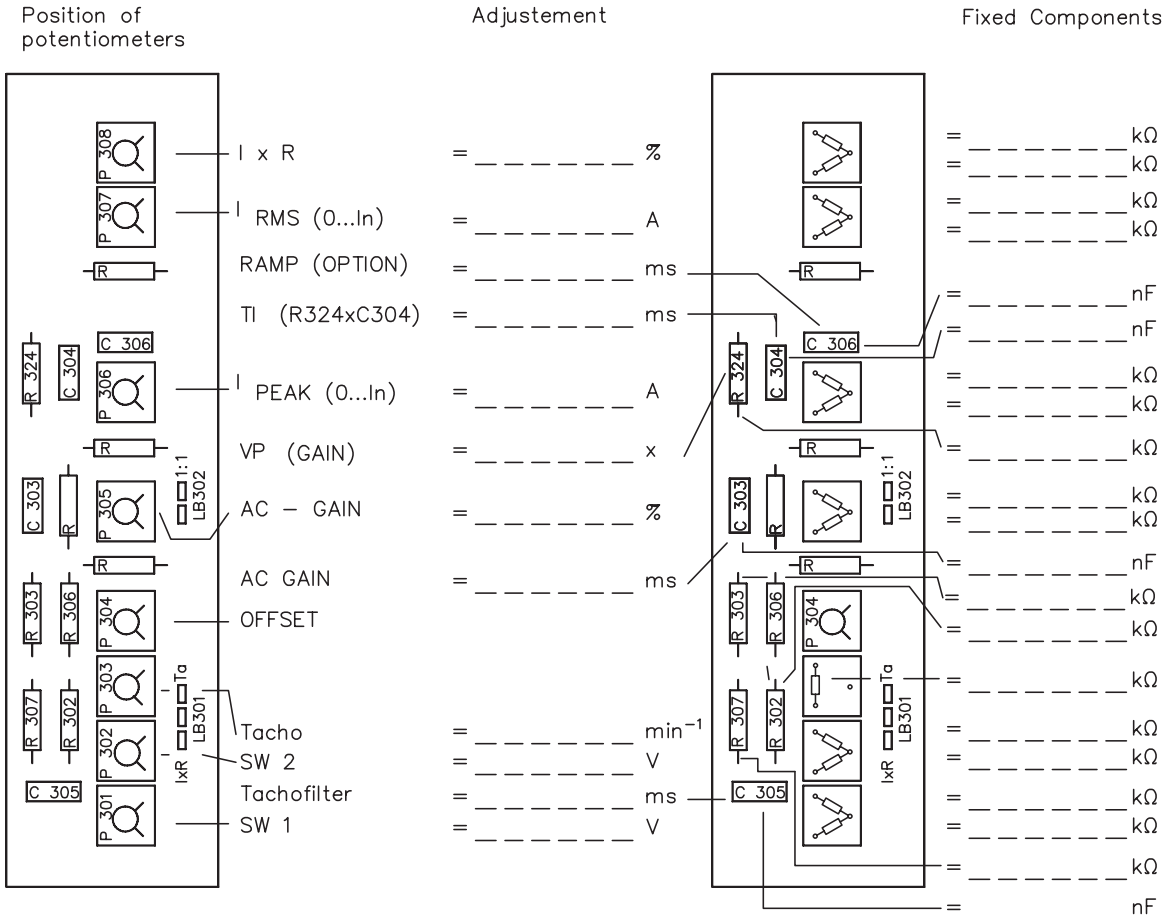 Position of
potentiometers
Adjustement
Fixed Components
P 308
I x R
= _ _ _ _ _ _ %
P 307
I RMS (0...In)
= _ _ _ _ _ _ A
R
RAMP (OPTION)
= _ _ _ _ _ _ ms
TI (R324xC304)
= _ _ _ _ _ _ ms
R 324
C 304
C 306
P 306
I PEAK (0...In)
= _ _ _ _ _ _ A
R
VP (GAIN)
= _ _ _ _ _ _ x
C 303
R
P 305
1:1
LB302
AC – GAIN
= _ _ _ _ _ _ %
R
AC GAIN
= _ _ _ _ _ _ ms
R 303
R 306
P 304
OFFSET
P 303
Ta
R 307
R 302
LB301
Tacho
= _ _ _ _ _ _ min⁻¹
P 302
IxR
SW 2
= _ _ _ _ _ _ V
C 305
Tachofilter
= _ _ _ _ _ _ ms
P 301
SW 1
= _ _ _ _ _ _ V
R
C 306
R 324
C 304
R
C 303
R
1:1
LB302
R
R 303
R 306
P 304
Ta
R 307
R 302
LB301
IxR
C 305
= _ _ _ _ _ _ kΩ
= _ _ _ _ _ _ kΩ
= _ _ _ _ _ _ kΩ
= _ _ _ _ _ _ kΩ
= _ _ _ _ _ _ nF
= _ _ _ _ _ _ nF
= _ _ _ _ _ _ kΩ
= _ _ _ _ _ _ kΩ
= _ _ _ _ _ _ kΩ
= _ _ _ _ _ _ kΩ
= _ _ _ _ _ _ kΩ
= _ _ _ _ _ _ nF
= _ _ _ _ _ _ kΩ
= _ _ _ _ _ _ kΩ
= _ _ _ _ _ _ kΩ
= _ _ _ _ _ _ kΩ
= _ _ _ _ _ _ kΩ
= _ _ _ _ _ _ kΩ
= _ _ _ _ _ _ kΩ
= _ _ _ _ _ _ kΩ
= nF